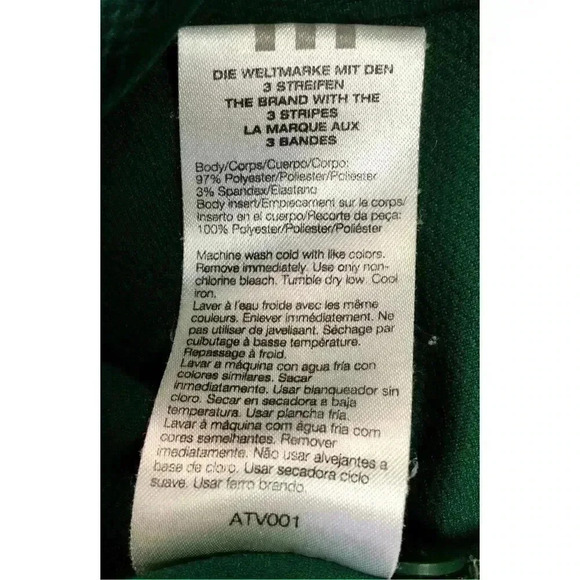 DIE WELTMARKE MIT DEN
3 STREIFEN
THE BRAND WITH THE
3 STRIPES
LA MARQUE AUX
3 BANDES
Body/Corps/Cuerpo/Corpo:
97% Polyester/Poliester/Poliéster
3% Spandex/Elastano
Body insert/Empiecement sur le corps/
Inserto en el cuerpo/Recorte da peça:
100% Polyester/Poliester/Poliéster
Machine wash cold with like colors.
Remove immediately. Use only non-
chlorine bleach. Tumble dry low. Cool
iron.
Laver à l'eau froide avec les même
couleurs. Enlever immédiatement. Ne
pas utiliser de javelisant. Séchage par
culbutage à basse température.
Repassage à froid.
Lavar a máquina con agua fría con
colores similares. Sacar
inmediatamente. Usar blanqueador sin
cloro. Secar en secadora a baja
temperatura. Usar plancha fría.
Lavar à máquina com água fria com
cores semelhantes. Remover
imediatamente. Não usar alvejantes a
base de cloro. Usar secadora ciclo
suave. Usar ferro brando.
ATV001